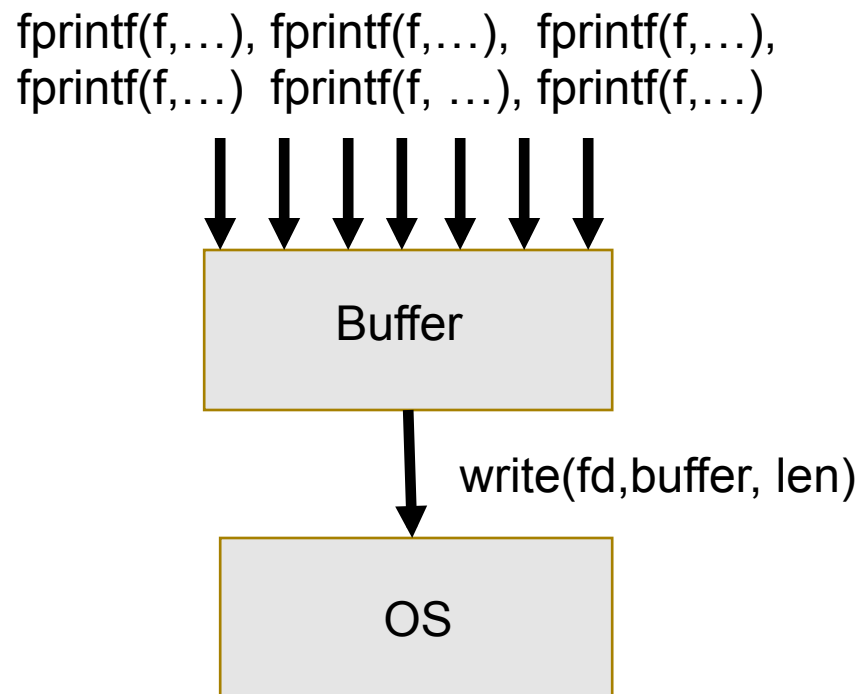 fprintf(f,…), fprintf(f,…),  fprintf(f,…),
fprintf(f,…)  fprintf(f, …), fprintf(f,…)
Buffer
write(fd,buffer, len)
OS